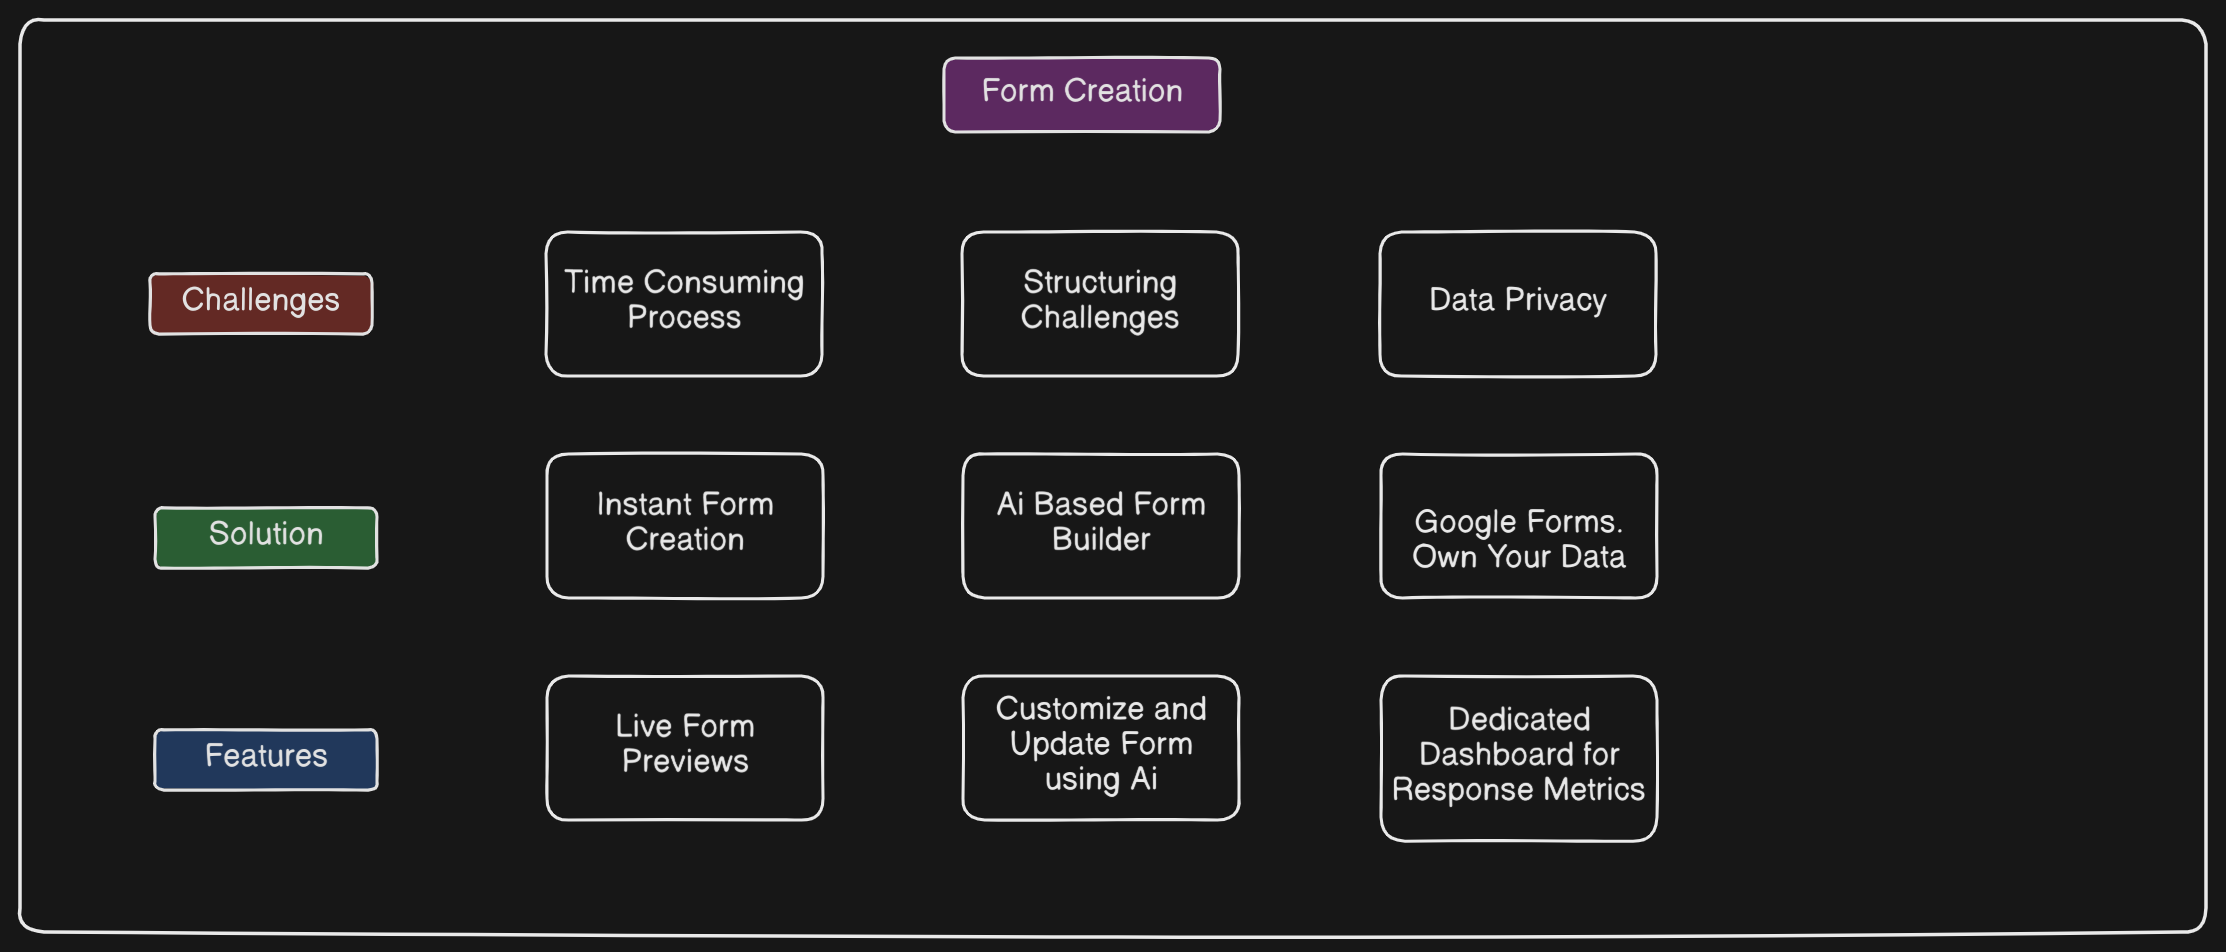 Form Creation
Challenges
Time Consuming
Process
Structuring
Challenges
Data Privacy
Solution
Instant Form
Creation
Ai Based Form
Builder
Google Forms.
Own Your Data
Features
Live Form
Previews
Customize and
Update Form
using Ai
Dedicated
Dashboard for
Response Metrics